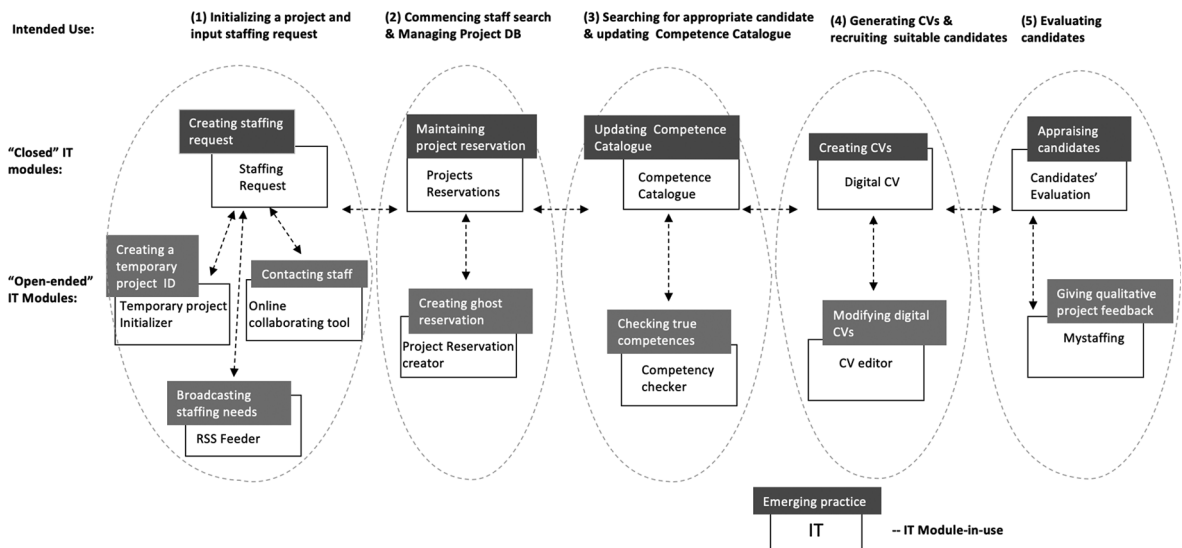 Intended Use:
(1) Initializing a project and
input staffing request
(2) Commencing staff search
& Managing Project DB
(3) Searching for appropriate candidate
& updating Competence Catalogue
(4) Generating CVs &
recruiting suitable candidates
(5) Evaluating
candidates
“Closed” IT
modules:
Creating staffing
request
Staffing
Request
Maintaining
project reservation
Projects
Reservations
Updating Competence
Catalogue
Competence
Catalogue
Creating CVs
Digital CV
Appraising
candidates
Candidates’
Evaluation
“Open-ended”
IT Modules:
Creating a
temporary
project ID
Temporary project
Initializer
Contacting staff
Online
collaborating tool
Broadcasting
staffing needs
RSS Feeder
Creating ghost
reservation
Project Reservation
creator
Checking true
competences
Competency
checker
Modifying digital
CVs
CV editor
Giving qualitative
project feedback
Mystaffing
Emerging practice
IT
-- IT Module-in-use